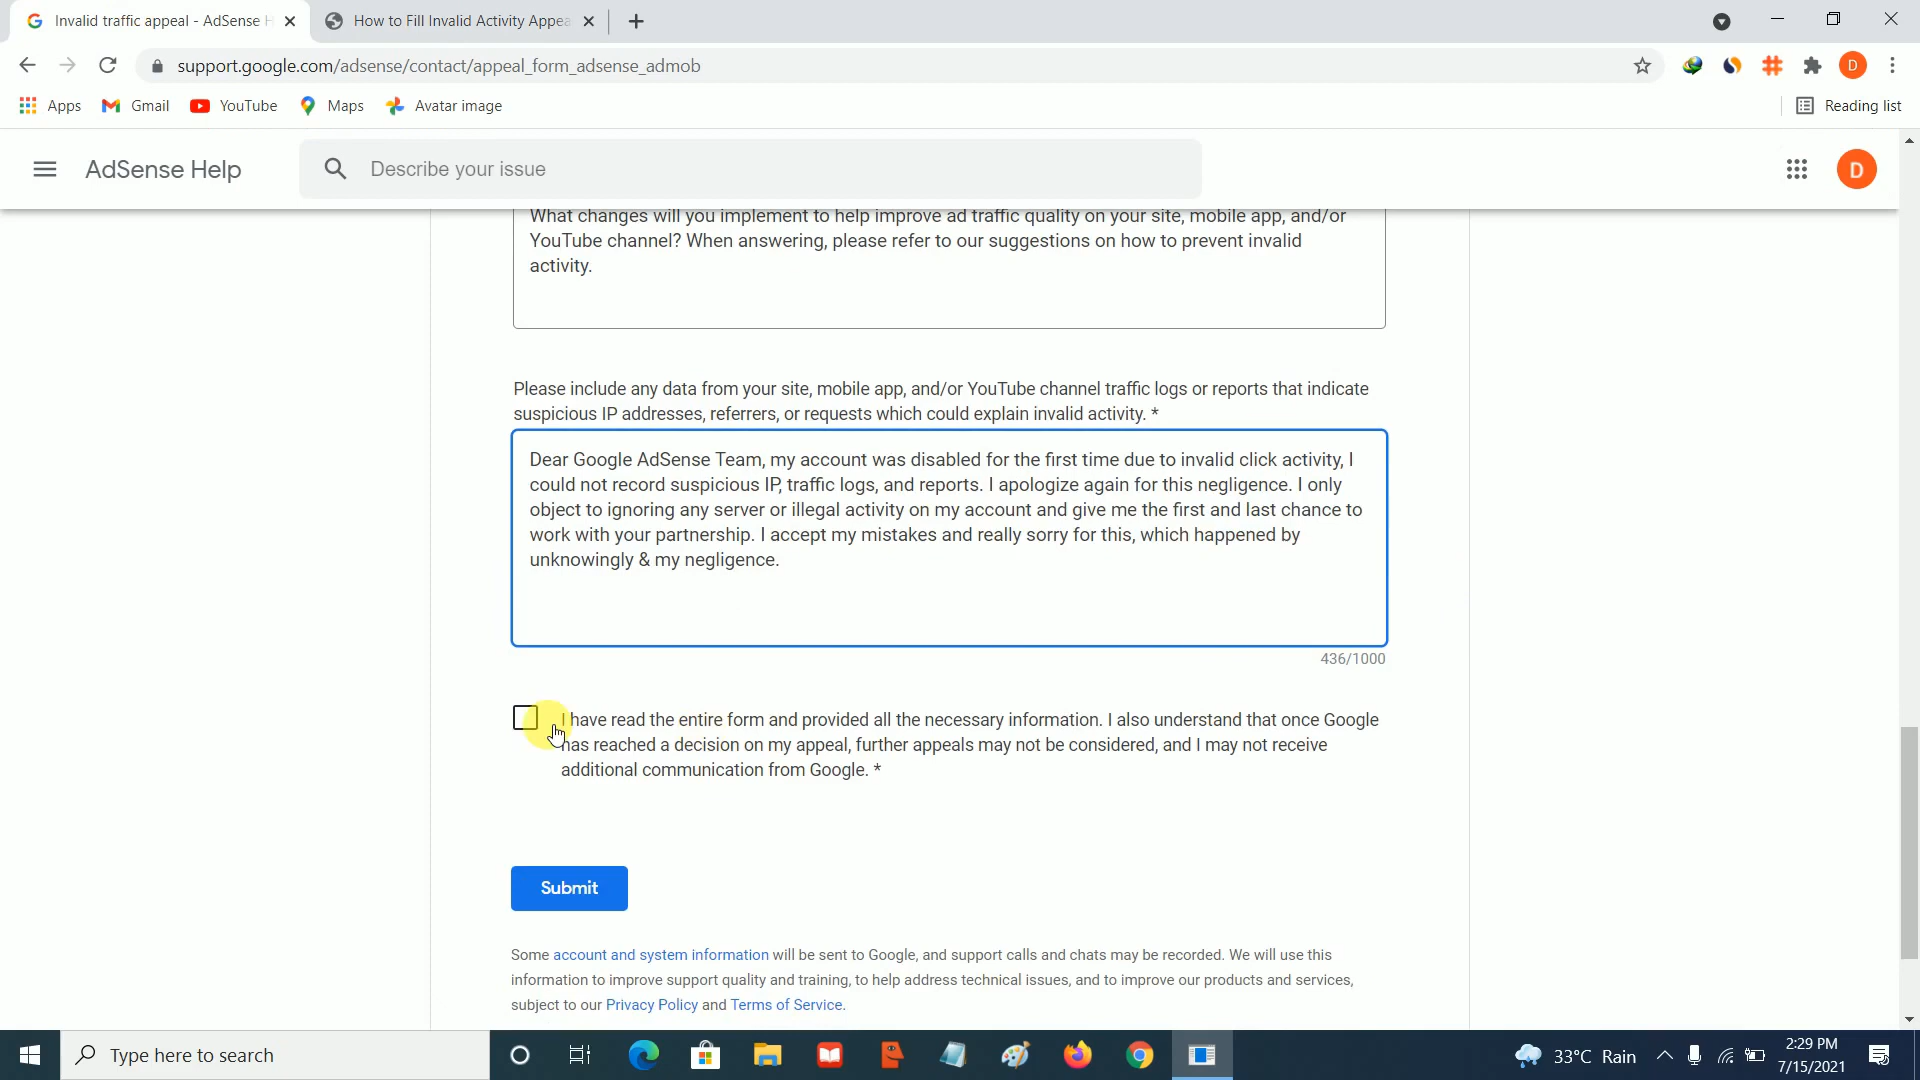 Invalid traffic appeal - AdSense H
How to Fill Invalid Activity Appea
support.google.com/adsense/contact/appeal_form_adsense_admob
D
Apps
Gmail
YouTube
Maps
Avatar image
Reading list
AdSense Help
Describe your issue
D
What changes will you implement to help improve ad traffic quality on your site, mobile app, and/or
YouTube channel? When answering, please refer to our suggestions on how to prevent invalid
activity.
Please include any data from your site, mobile app, and/or YouTube channel traffic logs or reports that indicate
suspicious IP addresses, referrers, or requests which could explain invalid activity. *
Dear Google AdSense Team, my account was disabled for the first time due to invalid click activity, I
could not record suspicious IP, traffic logs, and reports. I apologize again for this negligence. I only
object to ignoring any server or illegal activity on my account and give me the first and last chance to
work with your partnership. I accept my mistakes and really sorry for this, which happened by
unknowingly & my negligence.
436/1000
I have read the entire form and provided all the necessary information. I also understand that once Google
has reached a decision on my appeal, further appeals may not be considered, and I may not receive
additional communication from Google. *
Submit
Some account and system information will be sent to Google, and support calls and chats may be recorded. We will use this
information to improve support quality and training, to help address technical issues, and to improve our products and services,
subject to our Privacy Policy and Terms of Service.
Type here to search
33°C Rain
2:29 PM
7/15/2021